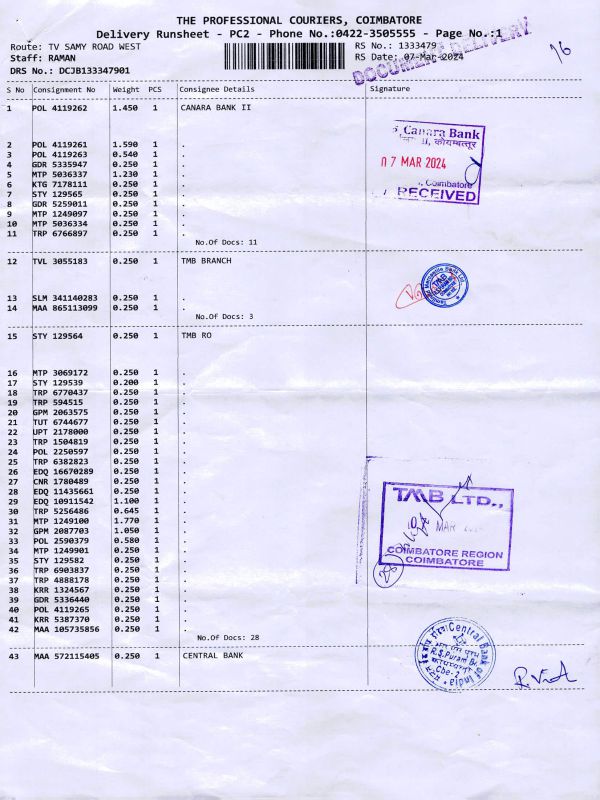 THE PROFESSIONAL COURIERS, COIMBATORE
Delivery Runsheet - PC2 - Phone No.:0422-3505555 - Page No.:1
Route: TV SAMY ROAD WEST RS No.: 1333479
Staff: RAMAN RS Date: 07-Mar-2024
DRS No.: DCJB133347901
DOCUMENT DELIVERY
16
S No Consignment No Weight PCS Consignee Details Signature
1 POL 4119262 1.450 1 CANARA BANK II
2 POL 4119261 1.590 1 .
3 POL 4119263 0.540 1 .
4 GDR 5335947 0.250 1 .
5 MTP 5036337 1.230 1 .
6 KTG 7178111 0.250 1 .
7 STY 129565 0.250 1 .
8 GDR 5259011 0.250 1 .
9 MTP 1249097 0.250 1 .
10 MTP 5036334 0.250 1 .
11 TRP 6766897 0.250 1 .
No.Of Docs: 11
Canara Bank
II, कोयम्बत्तूर
07 MAR 2024
, Coimbatore
RECEIVED
12 TVL 3055183 0.250 1 TMB BRANCH
13 SLM 341140283 0.250 1 .
14 MAA 865113099 0.250 1 .
No.Of Docs: 3
TMB
15 STY 129564 0.250 1 TMB RO
16 MTP 3069172 0.250 1 .
17 STY 129539 0.200 1 .
18 TRP 6770437 0.250 1 .
19 TRP 594515 0.250 1 .
20 GPM 2063575 0.250 1 .
21 TUT 6744677 0.250 1 .
22 UPT 2178000 0.250 1 .
23 TRP 1504819 0.250 1 .
24 POL 2250597 0.250 1 .
25 TRP 6382823 0.250 1 .
26 EDQ 16670289 0.250 1 .
27 CNR 1780489 0.250 1 .
28 EDQ 11435661 0.250 1 .
29 EDQ 10911542 1.100 1 .
30 TRP 5256486 0.645 1 .
31 MTP 1249100 1.770 1 .
32 GPM 2087703 1.050 1 .
33 POL 2590379 0.580 1 .
34 MTP 1249901 0.250 1 .
35 STY 129582 0.250 1 .
36 TRP 6903837 0.250 1 .
37 TRP 4888178 0.250 1 .
38 KRR 1324567 0.250 1 .
39 GDR 5336440 0.250 1 .
40 POL 4119265 0.250 1 .
41 KRR 5387370 0.250 1 .
42 MAA 105735856 0.250 1 .
No.Of Docs: 28
TMB LTD.,
MAR
COIMBATORE REGION
COIMBATORE
28
43 MAA 572115405 0.250 1 CENTRAL BANK
Central Bank of India
R.S.Puram Br.
Cbe-2